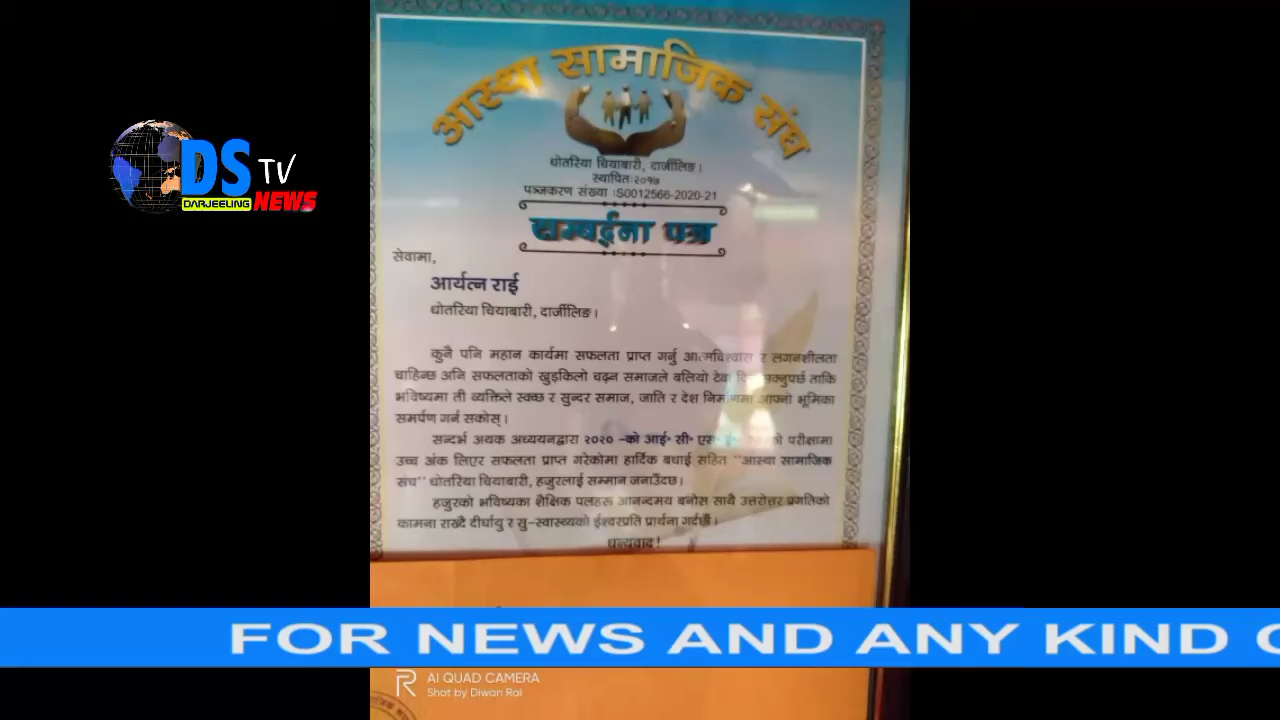 आस्था सामाजिक संघ
धोतरिया चियाबारी, दार्जीलिङ।
स्थापित:२०१७
पञ्जकरण संख्या :S0012566-2020-21
सम्बर्द्दना पत्र
सेवामा,
आर्यत्न राई
धोतरिया चियाबारी, दार्जीलिङ।
कुनै पनि महान कार्यमा सफलता प्राप्त गर्नु आत्मविश्वास र लगनशीलता
चाहिन्छ अनि सफलताको खुड्किलो चढ्न समाजले बलियो टेवा ताकि
भविष्यमा ती व्यक्तिले स्वच्छ र सुन्दर समाज, जाति र देश निर्माणमा आफ्नो भूमिका
समर्पण गर्न सकोस्।
सन्दर्भ अथक अध्ययनद्वारा २०२० -को आई॰ सी॰ एस॰ को परीक्षामा
उच्च अंक लिएर सफलता प्राप्त गरेकोमा हार्दिक बधाई सहित "आस्था सामाजिक
संघ" धोतरिया चियाबारी, हजुरलाई सम्मान जनाउँदछ।
हजुरको भविष्यका शैक्षिक पलहरू आनन्दमय बनोस साथै उत्तरोत्तर प्रगतिको
कामना राख्दै दीर्घायु र सु-स्वास्थ्यको ईश्वरप्रति प्रार्थना गर्दछौं।
धन्यवाद!
DS TV
DARJEELING NEWS
FOR NEWS AND ANY KIND
AI QUAD CAMERA
Shot by Diwan Rai